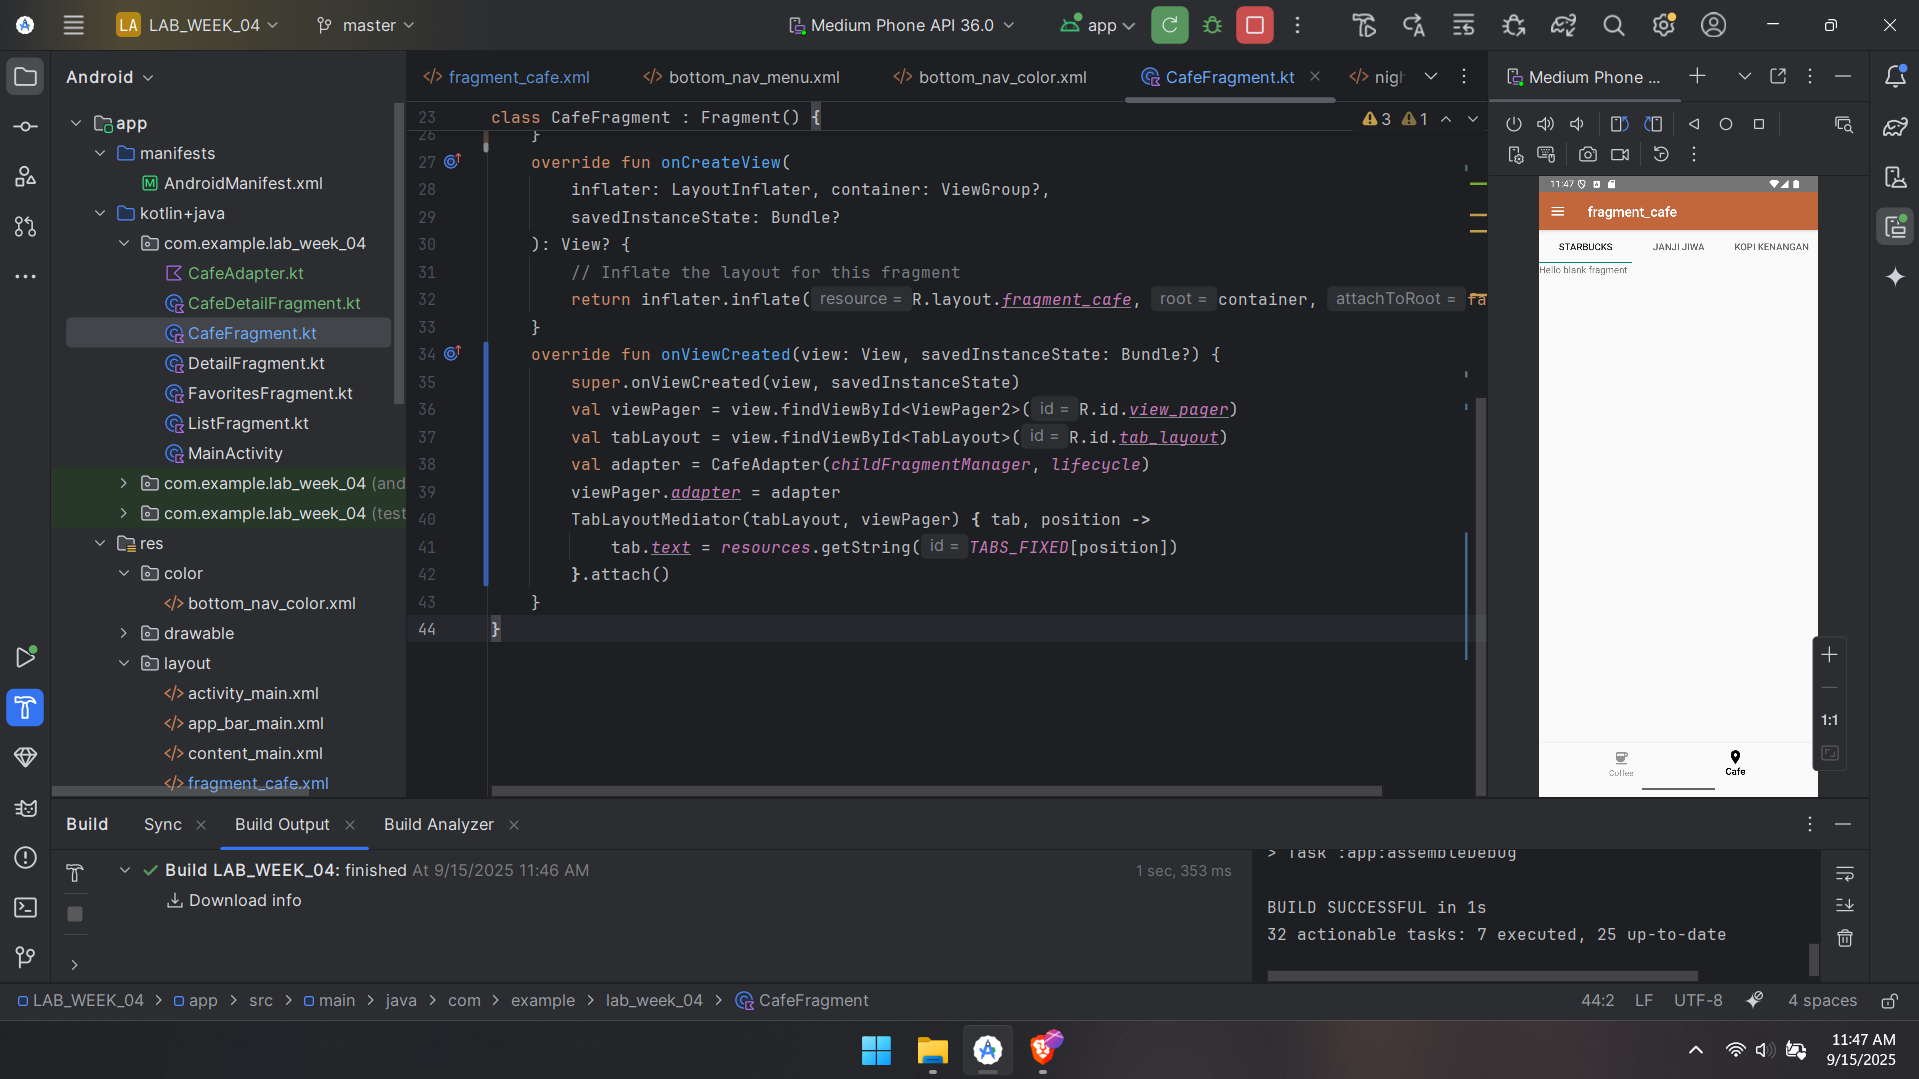 LA LAB_WEEK_04 master Medium Phone API 36.0 app
Android
app
manifests
AndroidManifest.xml
kotlin+java
com.example.lab_week_04
CafeAdapter.kt
CafeDetailFragment.kt
CafeFragment.kt
DetailFragment.kt
FavoritesFragment.kt
ListFragment.kt
MainActivity
com.example.lab_week_04 (and
com.example.lab_week_04 (test
res
color
bottom_nav_color.xml
drawable
layout
activity_main.xml
app_bar_main.xml
content_main.xml
fragment_cafe.xml
fragment_cafe.xml bottom_nav_menu.xml bottom_nav_color.xml CafeFragment.kt nigh
23 class CafeFragment : Fragment() {
3 1
26 }
27 override fun onCreateView(
28 inflater: LayoutInflater, container: ViewGroup?,
29 savedInstanceState: Bundle?
30 ): View? {
31 // Inflate the layout for this fragment
32 return inflater.inflate( resource = R.layout.fragment_cafe, root = container, attachToRoot = fa
33 }
34 override fun onViewCreated(view: View, savedInstanceState: Bundle?) {
35 super.onViewCreated(view, savedInstanceState)
36 val viewPager = view.findViewById<ViewPager2>( id = R.id.view_pager)
37 val tabLayout = view.findViewById<TabLayout>( id = R.id.tab_layout)
38 val adapter = CafeAdapter(childFragmentManager, lifecycle)
39 viewPager.adapter = adapter
40 TabLayoutMediator(tabLayout, viewPager) { tab, position ->
41 tab.text = resources.getString( id = TABS_FIXED[position])
42 }.attach()
43 }
44 }
Medium Phone ...
11:47
fragment_cafe
STARBUCKS JANJI JIWA KOPI KENANGAN
Hello blank fragment
Coffee Cafe
1:1
Build Sync Build Output Build Analyzer
Build LAB_WEEK_04: finished At 9/15/2025 11:46 AM 1 sec, 353 ms
Download info
> Task :app:assembleDebug
BUILD SUCCESSFUL in 1s
32 actionable tasks: 7 executed, 25 up-to-date
LAB_WEEK_04 > app > src > main > java > com > example > lab_week_04 > CafeFragment
44:2 LF UTF-8 4 spaces
11:47 AM
9/15/2025